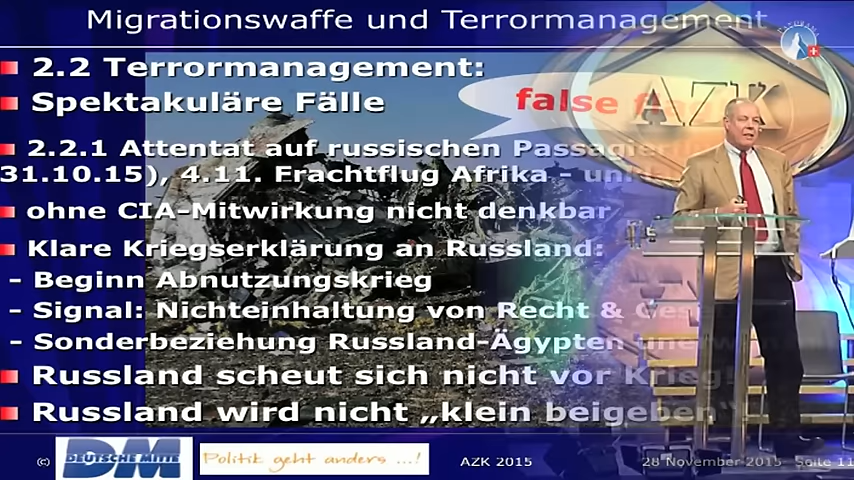 Migrationswaffe und Terrormanagement
2.2 Terrormanagement:
Spektakuläre Fälle
false
AZK
2.2.1 Attentat auf russischen
31.10.15), 4.11. Frachtflug Afrika -
ohne CIA-Mitwirkung nicht denkbar
Klare Kriegserklärung an Russland:
- Beginn Abnutzungskrieg
- Signal: Nichteinhaltung von Recht &
- Sonderbeziehung Russland-Ägypten
Russland scheut sich nicht vor Krieg!
Russland wird nicht „klein beigeben“
(c) DM
DEUTSCHE MITTE
Politik geht anders ...!
AZK 2015
28 November 2015 Seite 11